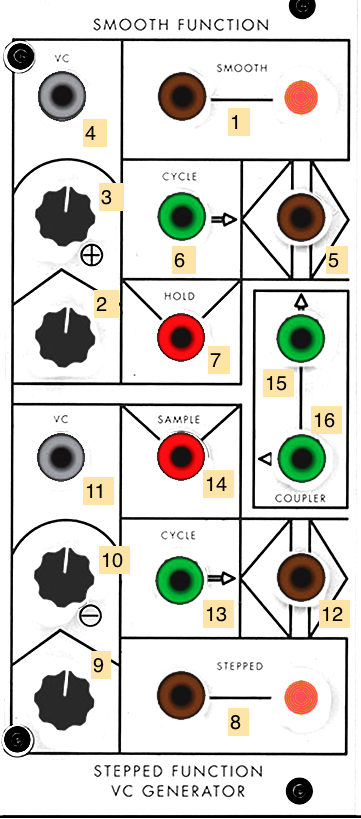 SMOOTH FUNCTION
VC
SMOOTH
4
1
CYCLE
3
6
5
2
HOLD
7
15
16
VC
SAMPLE
11
14
COUPLER
CYCLE
10
13
12
9
STEPPED
8
STEPPED FUNCTION
VC GENERATOR